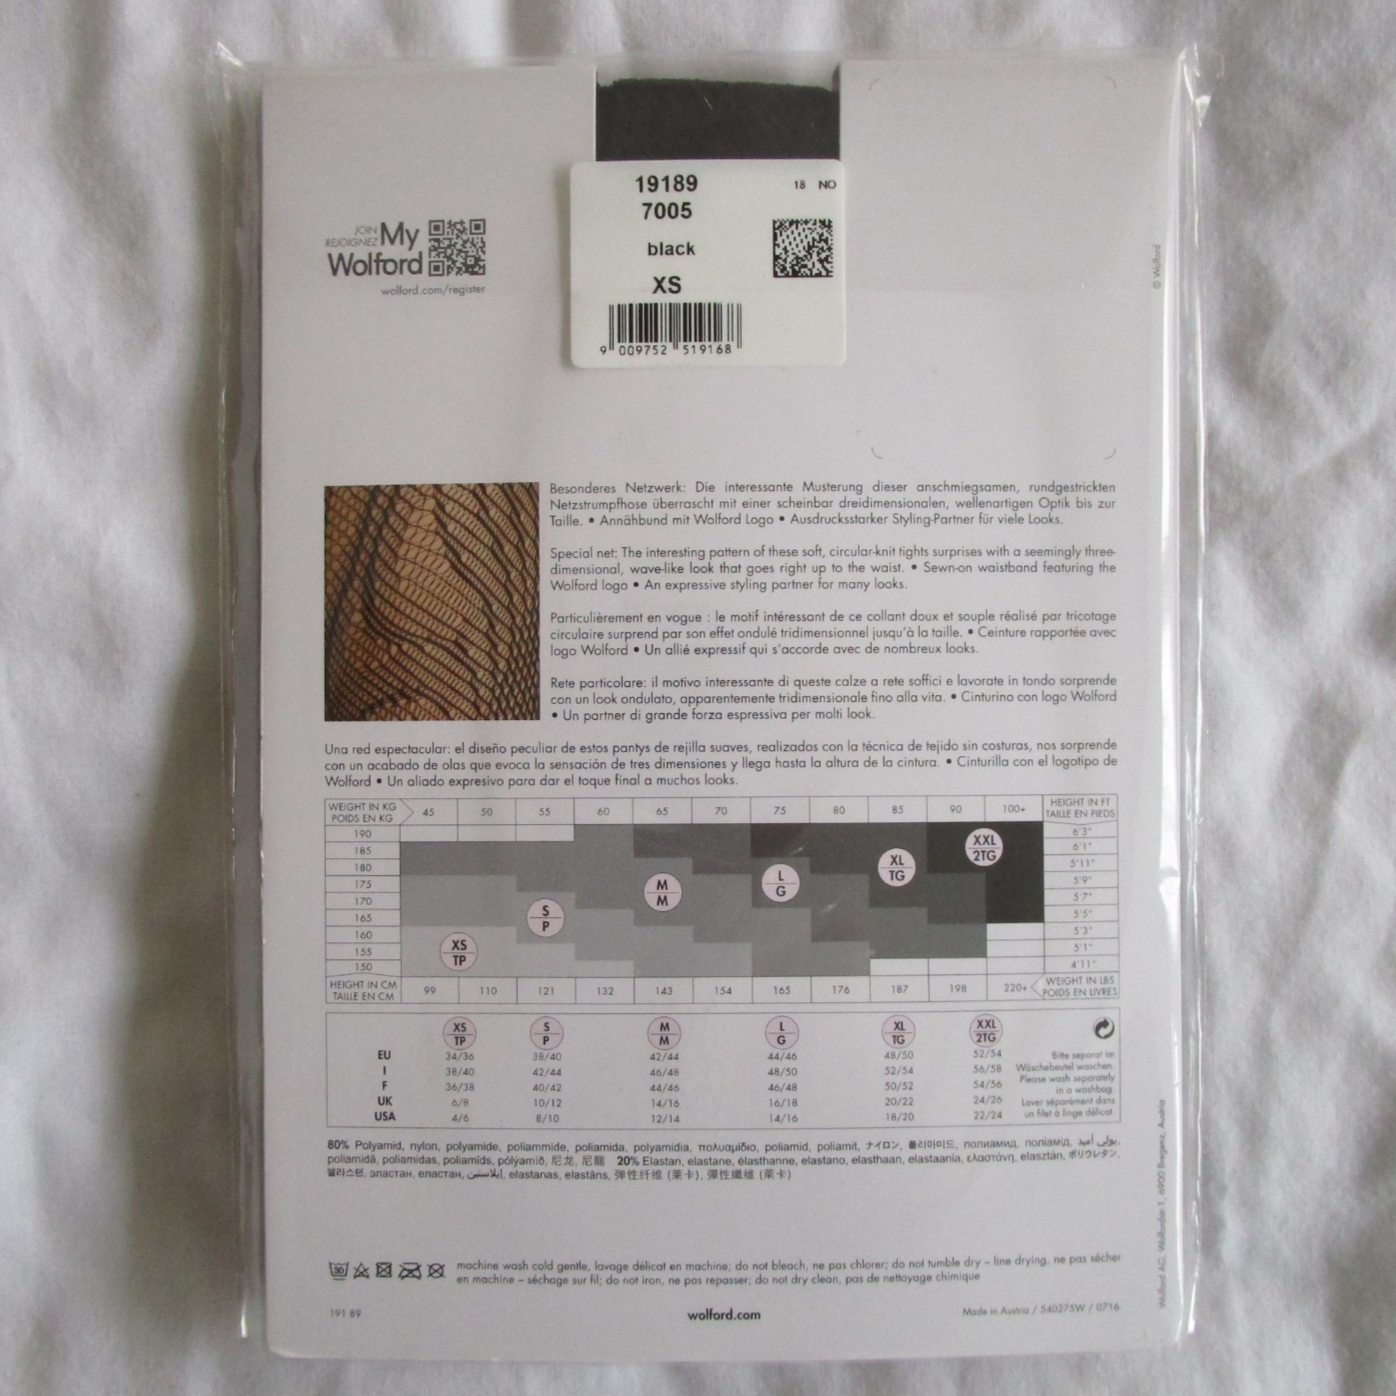 19189
18 NO
7005
black
XS
9 009752 519168
JOIN
REJOIGNEZ
My
Wolford
wolford.com/register
© Wolford
Besonderes Netzwerk: Die interessante Musterung dieser anschmiegsamen, rundgestrickten
Netzstrumpfhose überrascht mit einer scheinbar dreidimensionalen, wellenartigen Optik bis zur
Taille. • Annähbund mit Wolford Logo • Ausdrucksstarker Styling-Partner für viele Looks.
Special net: The interesting pattern of these soft, circular-knit tights surprises with a seemingly three-
dimensional, wave-like look that goes right up to the waist. • Sewn-on waistband featuring the
Wolford logo • An expressive styling partner for many looks.
Particulièrement en vogue : le motif intéressant de ce collant doux et souple réalisé par tricotage
circulaire surprend par son effet ondulé tridimensionnel jusqu'à la taille. • Ceinture rapportée avec
logo Wolford • Un allié expressif qui s'accorde avec de nombreux looks.
Rete particolare: il motivo interessante di queste calze a rete soffici e lavorate in tondo sorprende
con un look ondulato, apparentemente tridimensionale fino alla vita. • Cinturino con logo Wolford
• Un partner di grande forza espressiva per molti look.
Una red espectacular: el diseño peculiar de estos pantys de rejilla suaves, realizados con la técnica de tejido sin costuras, nos sorprende
con un acabado de olas que evoca la sensación de tres dimensiones y llega hasta la altura de la cintura. • Cinturilla con el logotipo de
Wolford • Un aliado expresivo para dar el toque final a muchos looks.
WEIGHT IN KG
POIDS EN KG
45 50 55 60 65 70 75 80 85 90 100+
HEIGHT IN FT
TAILLE EN PIEDS
190 6'3"
185 6'1"
180 5'11"
175 5'9"
170 5'7"
165 5'5"
160 5'3"
155 5'1"
150 4'11"
XS
TP
S
P
M
M
L
G
XL
TG
XXL
2TG
HEIGHT IN CM
TAILLE EN CM
99 110 121 132 143 154 165 176 187 198 220+
WEIGHT IN LBS
POIDS EN LIVRES
XS S M L XL XXL
TP P M G TG 2TG
EU 34/36 38/40 42/44 44/46 48/50 52/54
I 38/40 42/44 46/48 48/50 52/54 56/58
F 36/38 40/42 44/46 46/48 50/52 54/56
UK 6/8 10/12 14/16 16/18 20/22 24/26
USA 4/6 8/10 12/14 14/16 18/20 22/24
Bitte separat im
Wäschebeutel waschen.
Please wash separately
in a washbag.
Laver séparément dans
un filet à linge délicat.
80% Polyamid, nylon, polyamide, poliammide, poliamida, polyamidia, πολυαμίδιο, poliamid, poliamit, ナイロン, 폴리아미드, полиамид, поліамід, بولي أميد,
poliamidă, poliamidas, poliamīds, pólyamíð, 尼龙, 尼龍 20% Elastan, elastane, élasthanne, elastano, elasthaan, elastaania, ελαστάνη, elasztán, ポリウレタン,
엘라스탄, эластан, еластан, إيلاستين, elastanas, elastāns, 弹性纤维 (莱卡), 彈性纖維 (萊卡)
30
machine wash cold gentle, lavage délicat en machine; do not bleach, ne pas chlorer; do not tumble dry – line drying, ne pas sécher
en machine – séchage sur fil; do not iron, ne pas repasser; do not dry clean, pas de nettoyage chimique
191 89
wolford.com
Made in Austria / 540275W / 0716
Wolford AG, Wolfordstr. 1, 6900 Bregenz, Austria